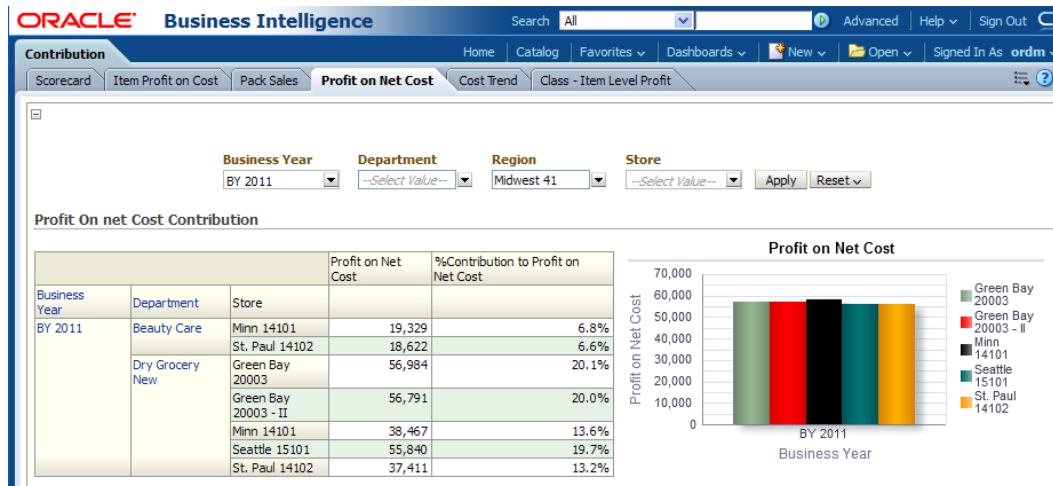 ORACLE Business Intelligence
Search All Advanced Help Sign Out
Contribution
Home Catalog Favorites Dashboards New Open Signed In As ordm
Scorecard Item Profit on Cost Pack Sales Profit on Net Cost Cost Trend Class - Item Level Profit
Business Year Department Region Store
BY 2011 --Select Value-- Midwest 41 --Select Value-- Apply Reset
Profit On net Cost Contribution
Profit on Net Cost %Contribution to Profit on Net Cost
Business Year Department Store
BY 2011 Beauty Care Minn 14101 19,329 6.8%
St. Paul 14102 18,622 6.6%
Dry Grocery New Green Bay 20003 56,984 20.1%
Green Bay 20003 - II 56,791 20.0%
Minn 14101 38,467 13.6%
Seattle 15101 55,840 19.7%
St. Paul 14102 37,411 13.2%
Profit on Net Cost
Profit on Net Cost
70,000
60,000
50,000
40,000
30,000
20,000
10,000
0
BY 2011
Business Year
Green Bay 20003
Green Bay 20003 - II
Minn 14101
Seattle 15101
St. Paul 14102